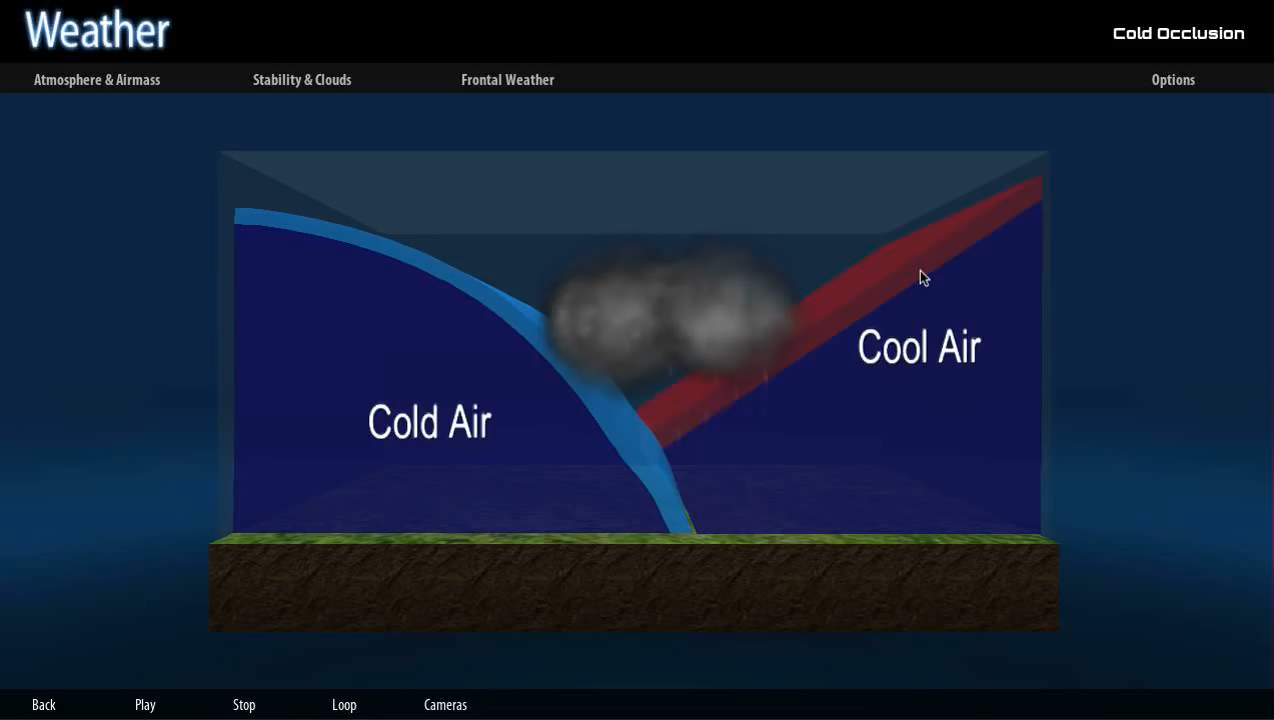 Weather
Cold Occlusion
Atmosphere & Airmass
Stability & Clouds
Frontal Weather
Options
Cool Air
Cold Air
Back
Play
Stop
Loop
Cameras